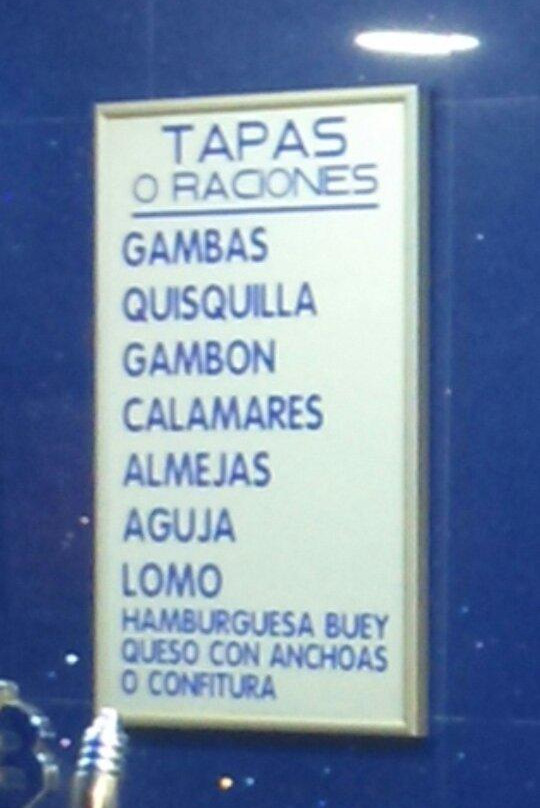 TAPAS
O RACIONES
GAMBAS
QUISQUILLA
GAMBON
CALAMARES
ALMEJAS
AGUJA
LOMO
HAMBURGUESA BUEY
QUESO CON ANCHOAS
O CONFITURA